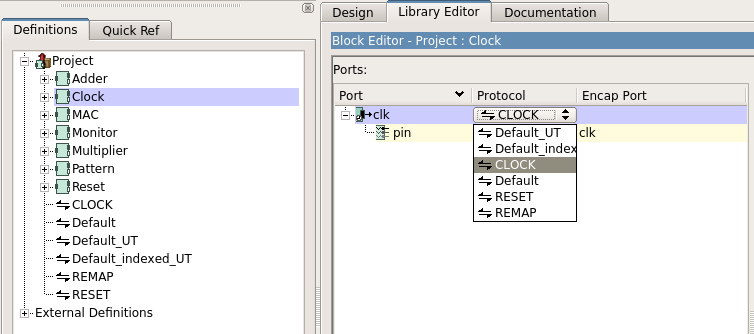 Definitions
Quick Ref
Project
Adder
Clock
MAC
Monitor
Multiplier
Pattern
Reset
CLOCK
Default
Default_UT
Default_indexed_UT
REMAP
RESET
External Definitions
Design
Library Editor
Documentation
Block Editor - Project : Clock
Ports:
Port Protocol Encap Port
clk CLOCK
pin clk
Default_UT
Default_index
CLOCK
Default
RESET
REMAP